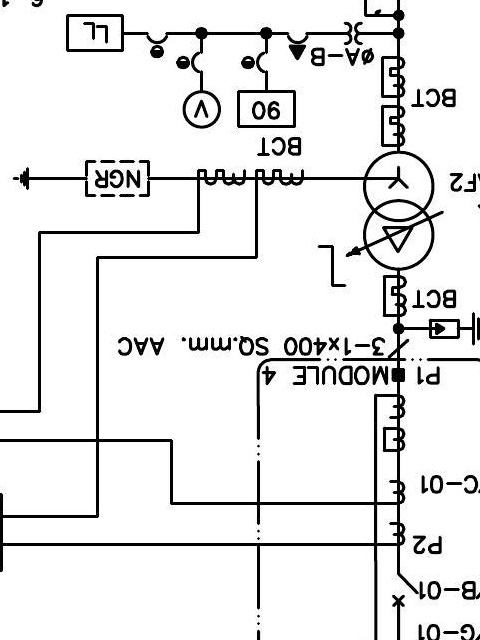 G-01
B-01
P2
C-01
P1
MODULE 4
3-1x400 SQ.mm. AAC
BCT
F2
NGR
BCT
90
V
BCT
øA-B
LL